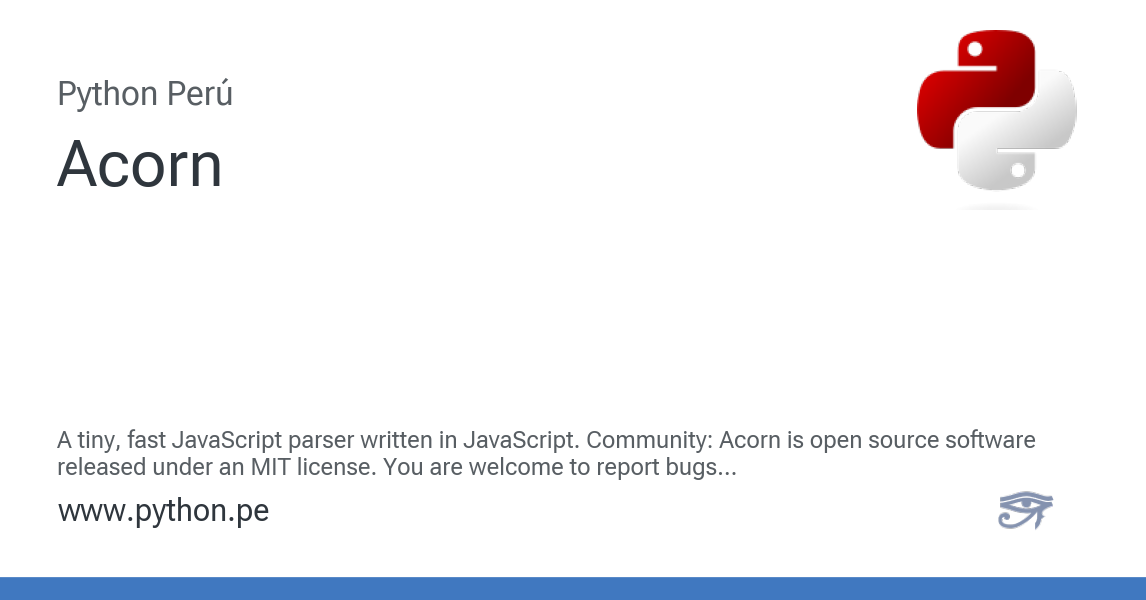 Python Perú
Acorn
A tiny, fast JavaScript parser written in JavaScript. Community: Acorn is open source software
released under an MIT license. You are welcome to report bugs...
www.python.pe